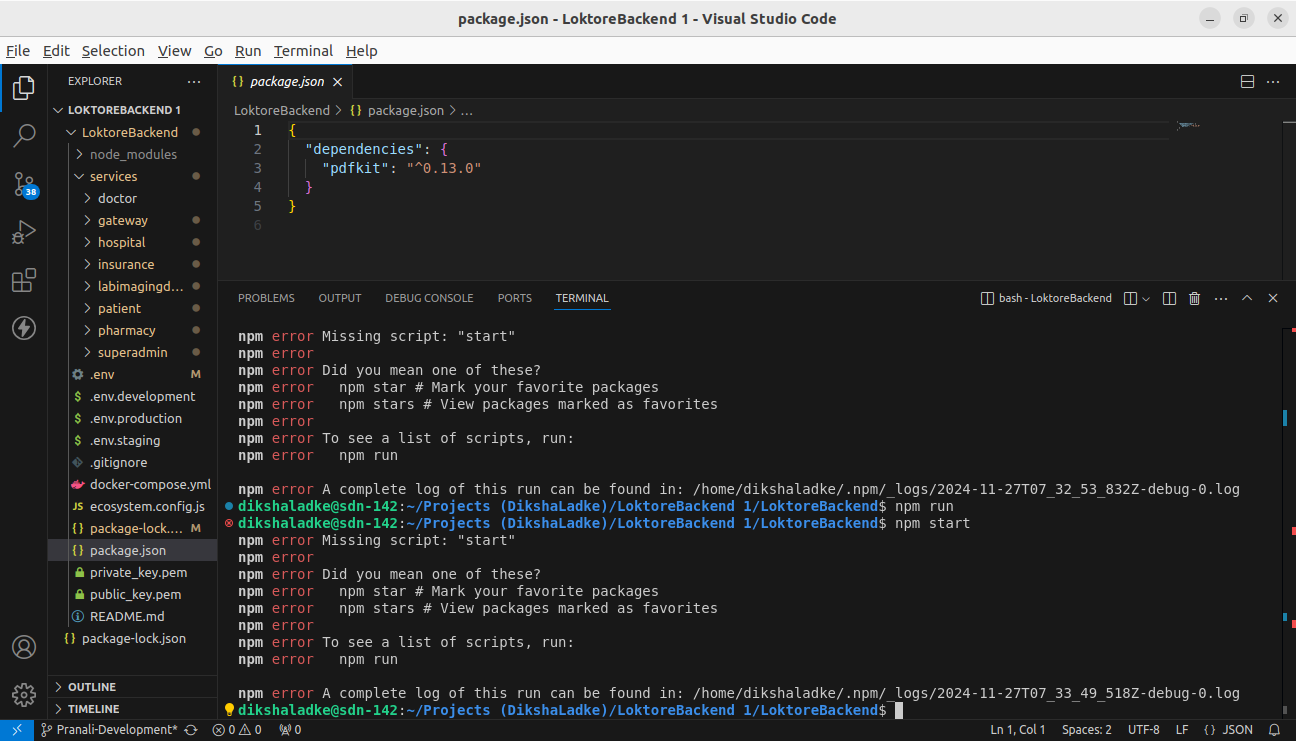 package.json - LoktoreBackend 1 - Visual Studio Code
File Edit Selection View Go Run Terminal Help
EXPLORER
LOKTOREBACKEND 1
LoktoreBackend
node_modules
services
doctor
gateway
hospital
insurance
labimagingd...
patient
pharmacy
superadmin
.env M
.env.development
.env.production
.env.staging
.gitignore
docker-compose.yml
ecosystem.config.js
package-lock.... M
package.json
private_key.pem
public_key.pem
README.md
package-lock.json
OUTLINE
TIMELINE
38
package.json
LoktoreBackend > {} package.json > ...
1 {
2 "dependencies": {
3 "pdfkit": "^0.13.0"
4 }
5 }
6
PROBLEMS OUTPUT DEBUG CONSOLE PORTS TERMINAL
bash - LoktoreBackend
npm error Missing script: "start"
npm error
npm error Did you mean one of these?
npm error   npm star # Mark your favorite packages
npm error   npm stars # View packages marked as favorites
npm error
npm error To see a list of scripts, run:
npm error   npm run
npm error A complete log of this run can be found in: /home/dikshaladke/.npm/_logs/2024-11-27T07_32_53_832Z-debug-0.log
dikshaladke@sdn-142:~/Projects (DikshaLadke)/LoktoreBackend 1/LoktoreBackend$ npm run
dikshaladke@sdn-142:~/Projects (DikshaLadke)/LoktoreBackend 1/LoktoreBackend$ npm start
npm error Missing script: "start"
npm error
npm error Did you mean one of these?
npm error   npm star # Mark your favorite packages
npm error   npm stars # View packages marked as favorites
npm error
npm error To see a list of scripts, run:
npm error   npm run
npm error A complete log of this run can be found in: /home/dikshaladke/.npm/_logs/2024-11-27T07_33_49_518Z-debug-0.log
dikshaladke@sdn-142:~/Projects (DikshaLadke)/LoktoreBackend 1/LoktoreBackend$
Pranali-Development* 0 0 0 Ln 1, Col 1 Spaces: 2 UTF-8 LF {} JSON